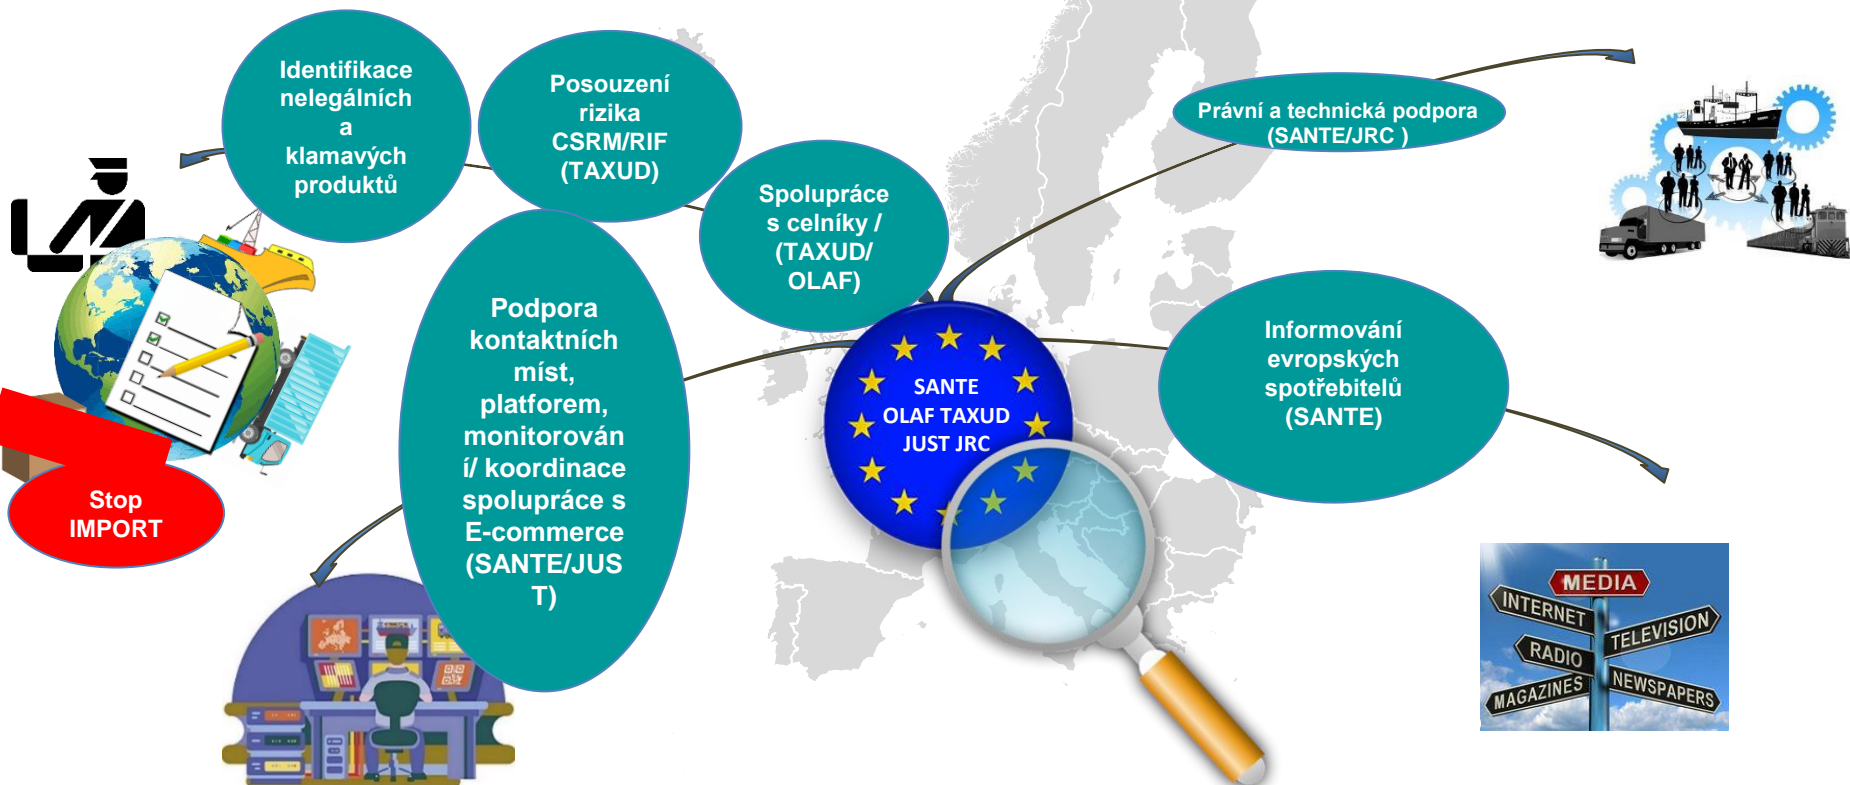 Identifikace
nelegálních
a
klamavých
produktů
Posouzení
rizika
CSRM/RIF
(TAXUD)
Spolupráce
s celníky /
(TAXUD/
OLAF)
Právní a technická podpora
(SANTE/JRC )
Podpora
kontaktních
míst,
platforem,
monitorován
í/ koordinace
spolupráce s
E-commerce
(SANTE/JUS
T)
SANTE
OLAF TAXUD
JUST JRC
Informování
evropských
spotřebitelů
(SANTE)
Stop
IMPORT
MEDIA
INTERNET
TELEVISION
RADIO
MAGAZINES
NEWSPAPERS